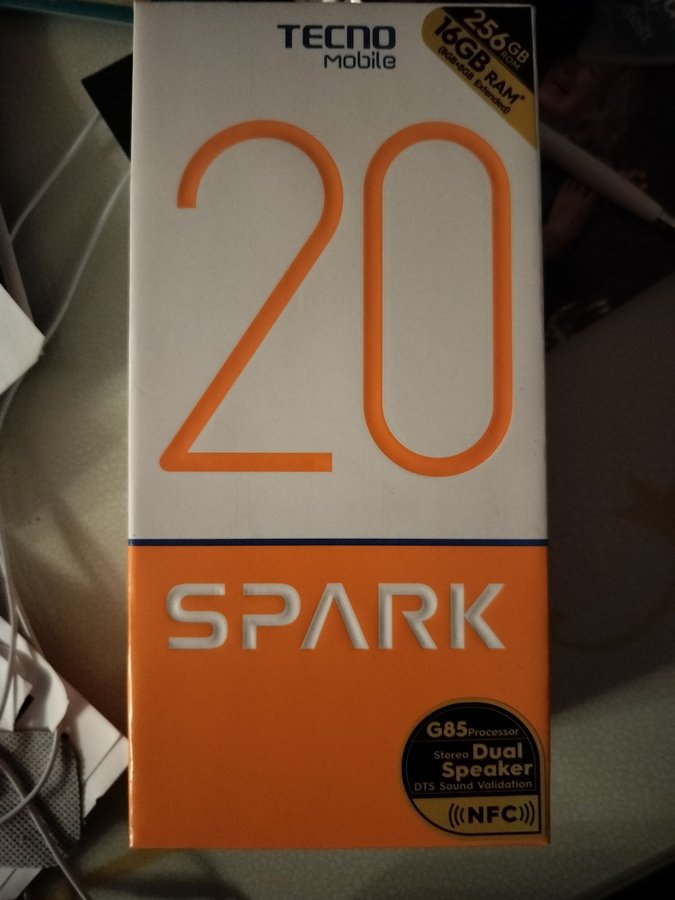 TECNO
Mobile
256GB
ROM
16GB RAM*
(8GB+8GB Extended)
20
SPARK
G85 Processor
Stereo Dual
Speaker
DTS Sound Validation
NFC